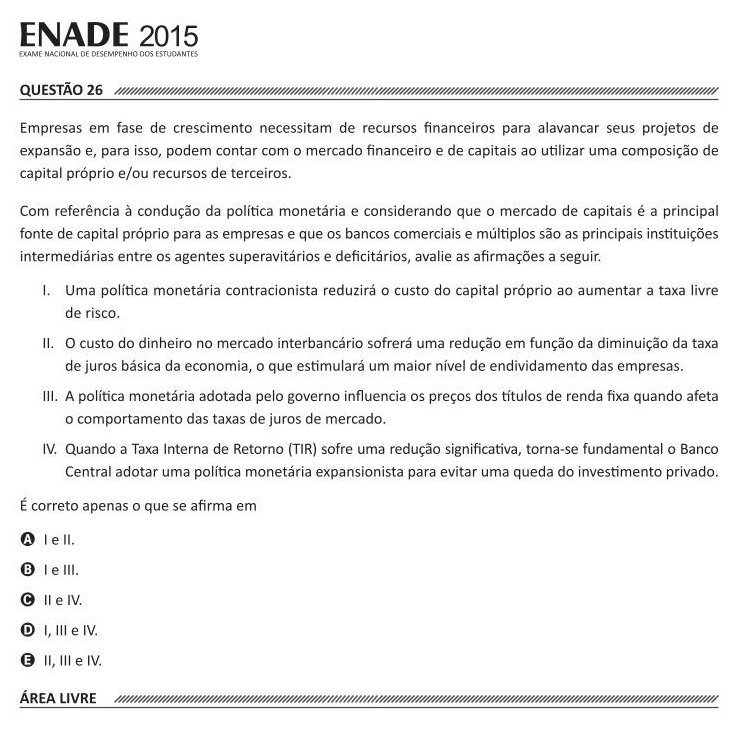 ENADE 2015
EXAME NACIONAL DE DESEMPENHO DOS ESTUDANTES
QUESTÃO 26
Empresas em fase de crescimento necessitam de recursos financeiros para alavancar seus projetos de
expansão e, para isso, podem contar com o mercado financeiro e de capitais ao utilizar uma composição de
capital próprio e/ou recursos de terceiros.
Com referência à condução da política monetária e considerando que o mercado de capitais é a principal
fonte de capital próprio para as empresas e que os bancos comerciais e múltiplos são as principais instituições
intermediárias entre os agentes superavitários e deficitários, avalie as afirmações a seguir.
I. Uma política monetária contracionista reduzirá o custo do capital próprio ao aumentar a taxa livre
de risco.
II. O custo do dinheiro no mercado interbancário sofrerá uma redução em função da diminuição da taxa
de juros básica da economia, o que estimulará um maior nível de endividamento das empresas.
III. A política monetária adotada pelo governo influencia os preços dos títulos de renda fixa quando afeta
o comportamento das taxas de juros de mercado.
IV. Quando a Taxa Interna de Retorno (TIR) sofre uma redução significativa, torna-se fundamental o Banco
Central adotar uma política monetária expansionista para evitar uma queda do investimento privado.
É correto apenas o que se afirma em
A I e II.
B I e III.
C II e IV.
D I, III e IV.
E II, III e IV.
ÁREA LIVRE